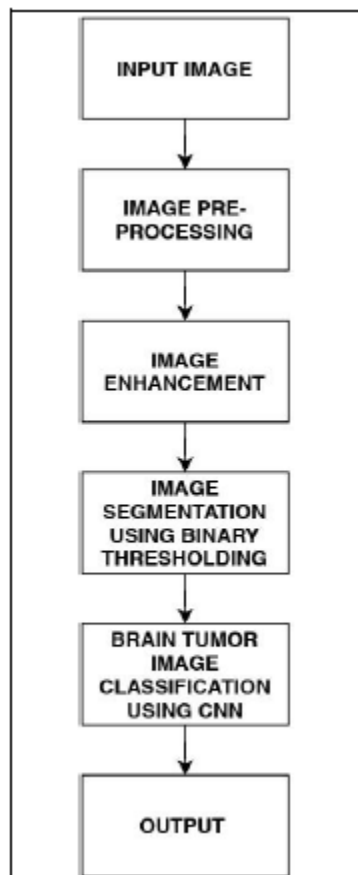 INPUT IMAGE
IMAGE PRE-
PROCESSING
IMAGE
ENHANCEMENT
IMAGE
SEGMENTATION
USING BINARY
THRESHOLDING
BRAIN TUMOR
IMAGE
CLASSIFICATION
USING CNN
OUTPUT